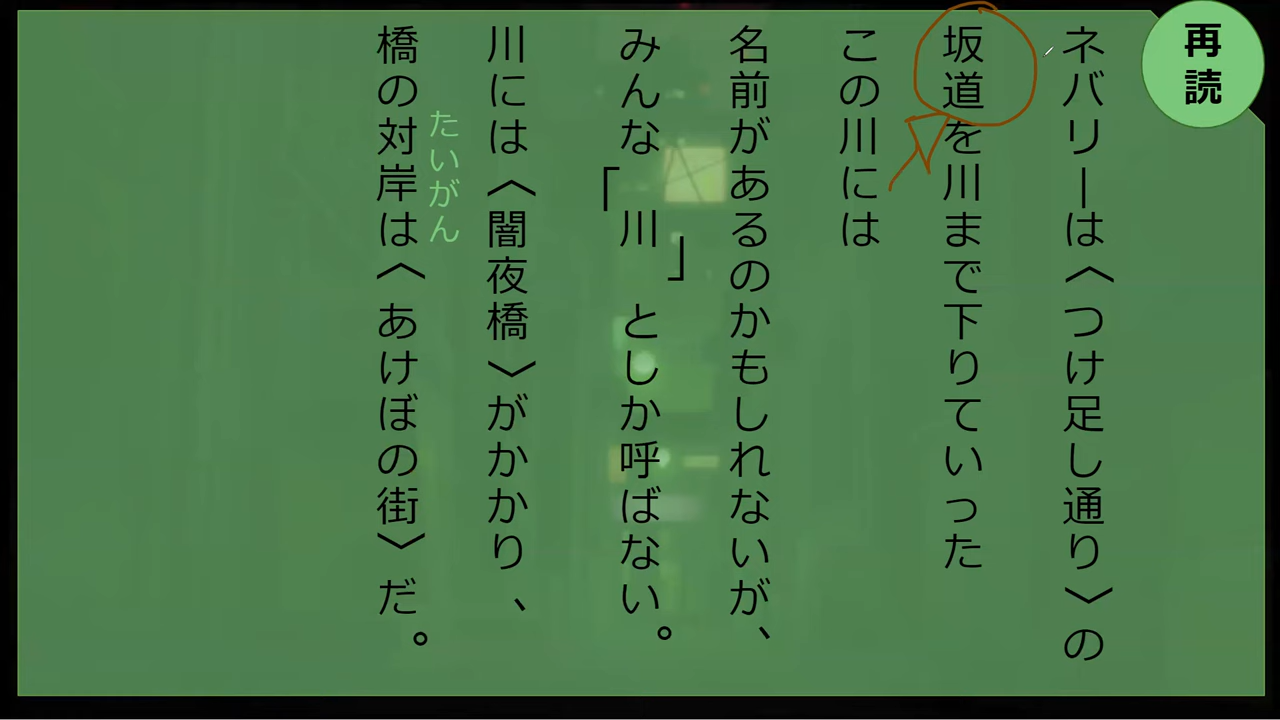 再読
ネバリーは〈つけ足し通り〉の
坂道を川まで下りていった
この川には
名前があるのかもしれないが、
みんな「川」としか呼ばない。
川には〈闇夜橋〉がかかり、
たいがん
橋の対岸は〈あけぼの街〉だ。